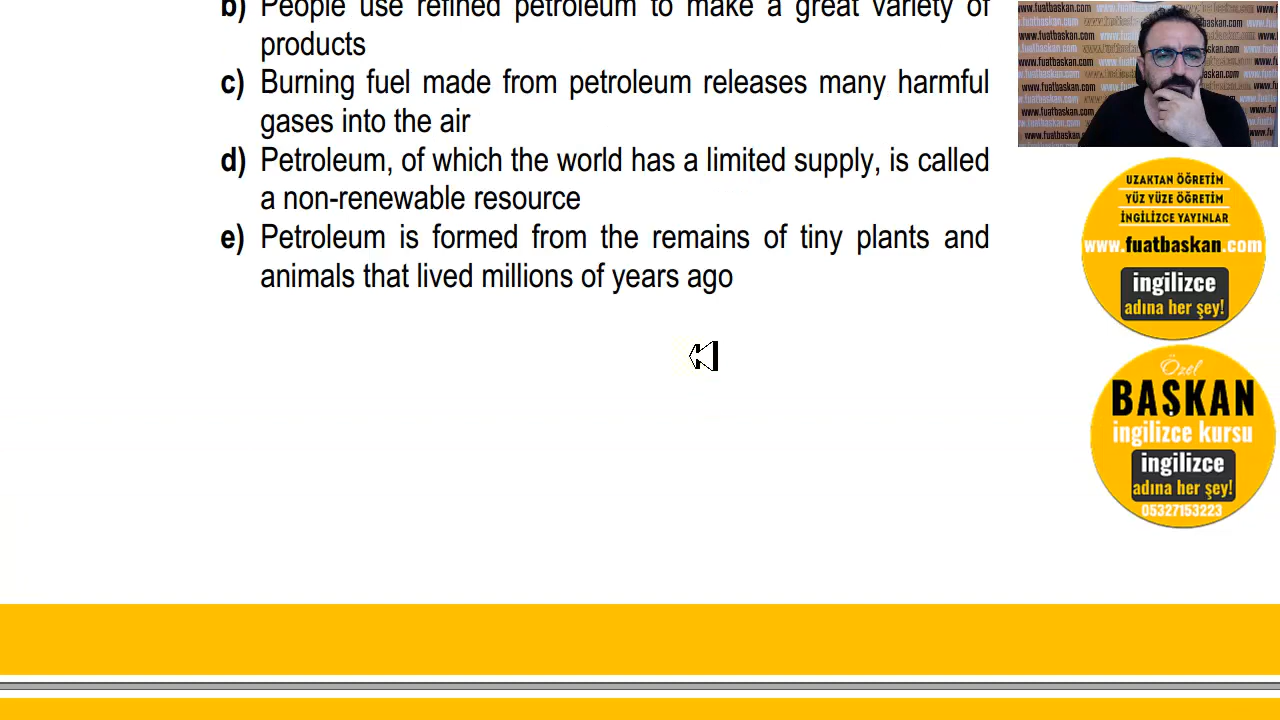 b) People use refined petroleum to make a great variety of
products
c) Burning fuel made from petroleum releases many harmful
gases into the air
d) Petroleum, of which the world has a limited supply, is called
a non-renewable resource
e) Petroleum is formed from the remains of tiny plants and
animals that lived millions of years ago
www.fuatbaskan.com
UZAKTAN ÖĞRETİM
YÜZ YÜZE ÖĞRETİM
İNGİLİZCE YAYINLAR
www.fuatbaskan.com
ingilizce
adına her şey!
Özel
BAŞKAN
ingilizce kursu
ingilizce
adına her şey!
05327153223